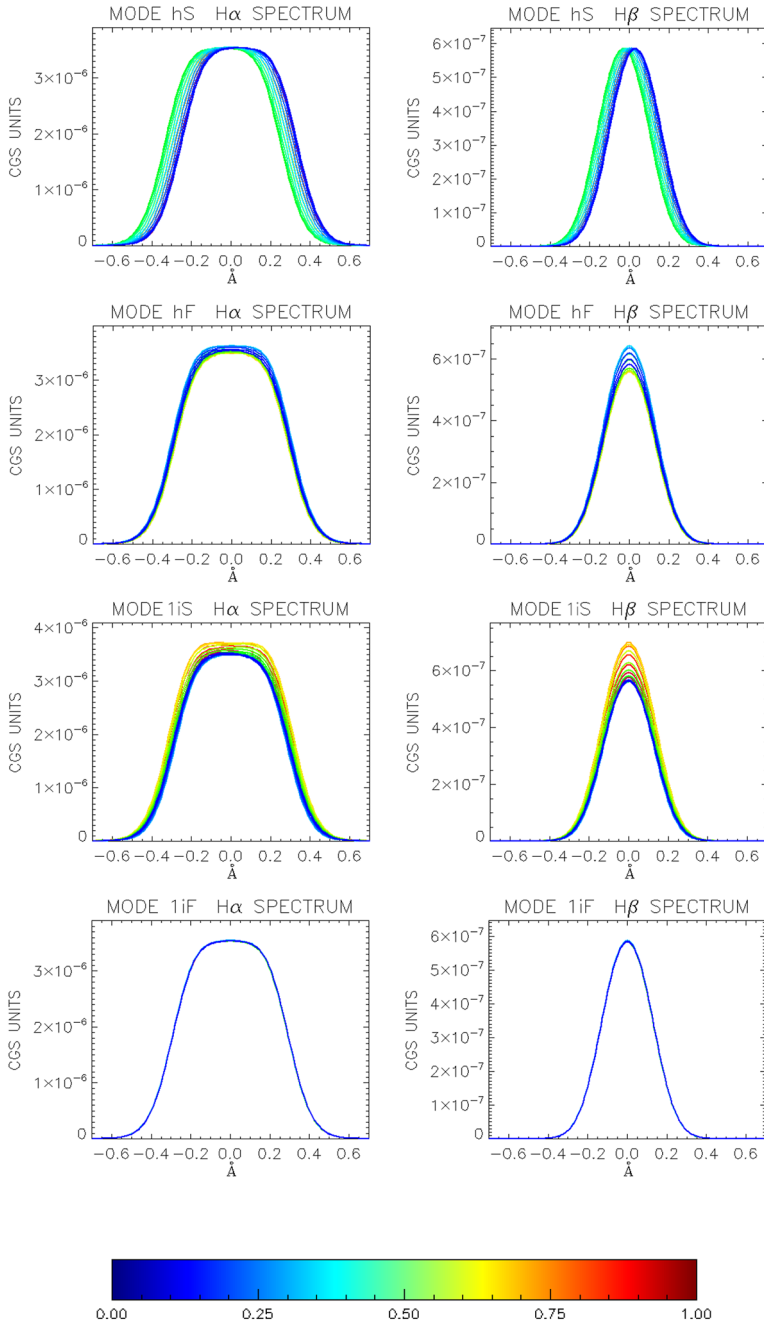 MODE hS Hα SPECTRUM
MODE hS Hβ SPECTRUM
CGS UNITS
3×10⁻⁶
2×10⁻⁶
1×10⁻⁶
0
−0.6 −0.4 −0.2 0.0 0.2 0.4 0.6
Å
CGS UNITS
6×10⁻⁷
5×10⁻⁷
4×10⁻⁷
3×10⁻⁷
2×10⁻⁷
1×10⁻⁷
0
−0.6 −0.4 −0.2 0.0 0.2 0.4 0.6
Å
MODE hF Hα SPECTRUM
MODE hF Hβ SPECTRUM
CGS UNITS
3×10⁻⁶
2×10⁻⁶
1×10⁻⁶
0
−0.6 −0.4 −0.2 0.0 0.2 0.4 0.6
Å
CGS UNITS
6×10⁻⁷
4×10⁻⁷
2×10⁻⁷
0
−0.6 −0.4 −0.2 0.0 0.2 0.4 0.6
Å
MODE 1iS Hα SPECTRUM
MODE 1iS Hβ SPECTRUM
CGS UNITS
4×10⁻⁶
3×10⁻⁶
2×10⁻⁶
1×10⁻⁶
0
−0.6 −0.4 −0.2 0.0 0.2 0.4 0.6
Å
CGS UNITS
6×10⁻⁷
4×10⁻⁷
2×10⁻⁷
0
−0.6 −0.4 −0.2 0.0 0.2 0.4 0.6
Å
MODE 1iF Hα SPECTRUM
MODE 1iF Hβ SPECTRUM
CGS UNITS
3×10⁻⁶
2×10⁻⁶
1×10⁻⁶
0
−0.6 −0.4 −0.2 0.0 0.2 0.4 0.6
Å
CGS UNITS
6×10⁻⁷
5×10⁻⁷
4×10⁻⁷
3×10⁻⁷
2×10⁻⁷
1×10⁻⁷
0
−0.6 −0.4 −0.2 0.0 0.2 0.4 0.6
Å
0.00 0.25 0.50 0.75 1.00